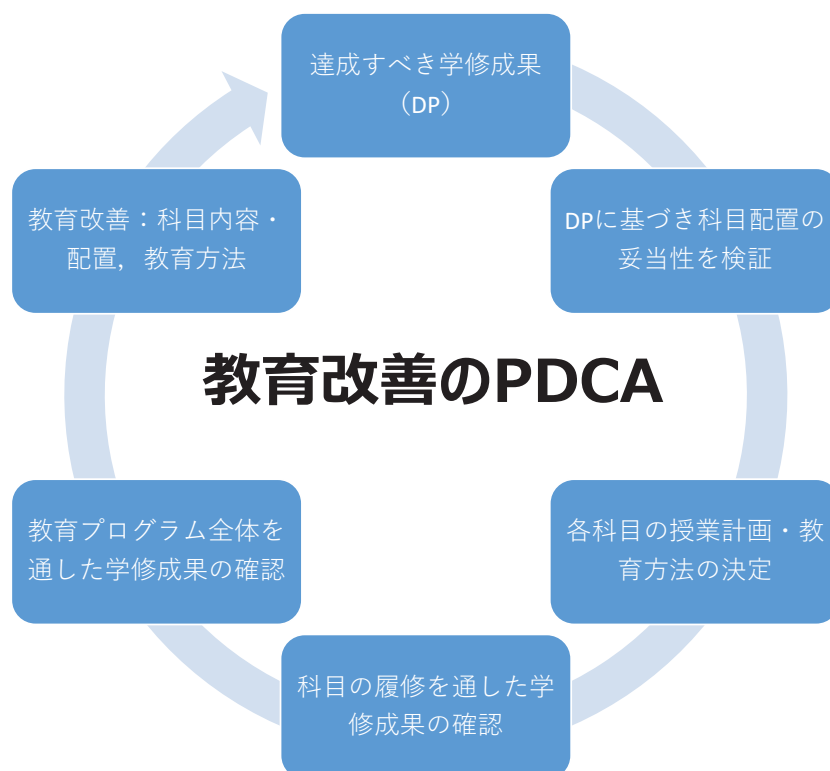 達成すべき学修成果
（DP）
DPに基づき科目配置の
妥当性を検証
各科目の授業計画・教
育方法の決定
科目の履修を通した学
修成果の確認
教育プログラム全体を
通した学修成果の確認
教育改善：科目内容・
配置，教育方法
教育改善のPDCA